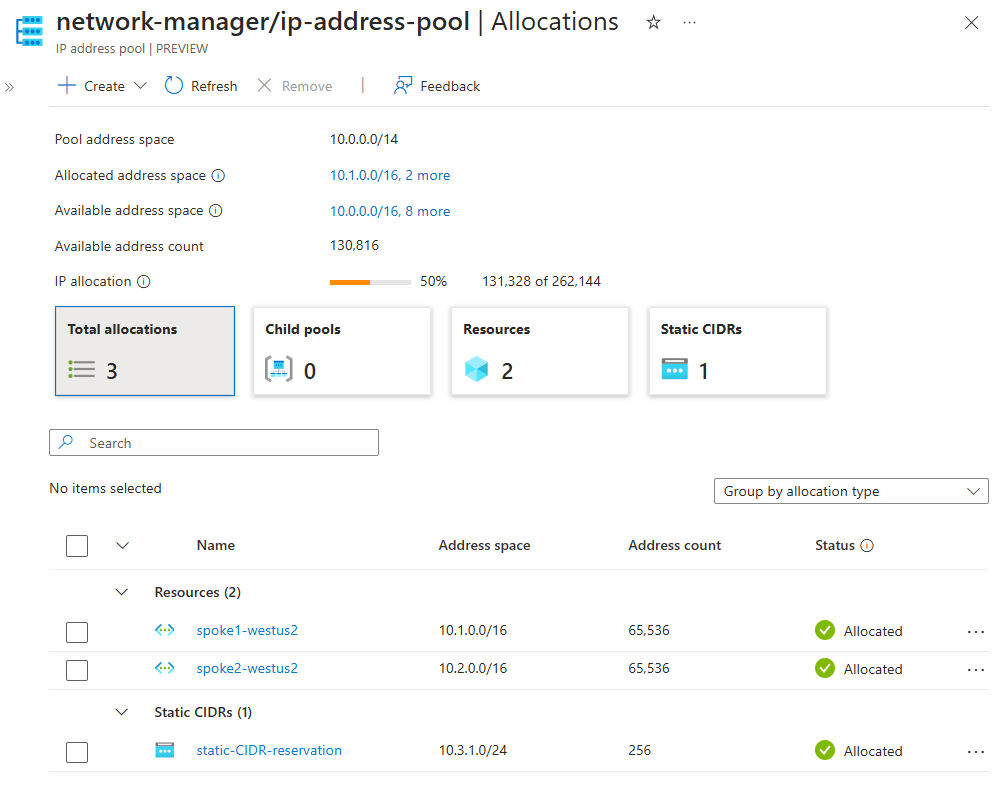 network-manager/ip-address-pool | Allocations
IP address pool | PREVIEW
Create Refresh Remove | Feedback
Pool address space 10.0.0.0/14
Allocated address space 10.1.0.0/16, 2 more
Available address space 10.0.0.0/16, 8 more
Available address count 130,816
IP allocation 50% 131,328 of 262,144
Total allocations Child pools Resources Static CIDRs
3 0 2 1
Search
No items selected
Group by allocation type
Name Address space Address count Status
Resources (2)
spoke1-westus2 10.1.0.0/16 65,536 Allocated
spoke2-westus2 10.2.0.0/16 65,536 Allocated
Static CIDRs (1)
static-CIDR-reservation 10.3.1.0/24 256 Allocated